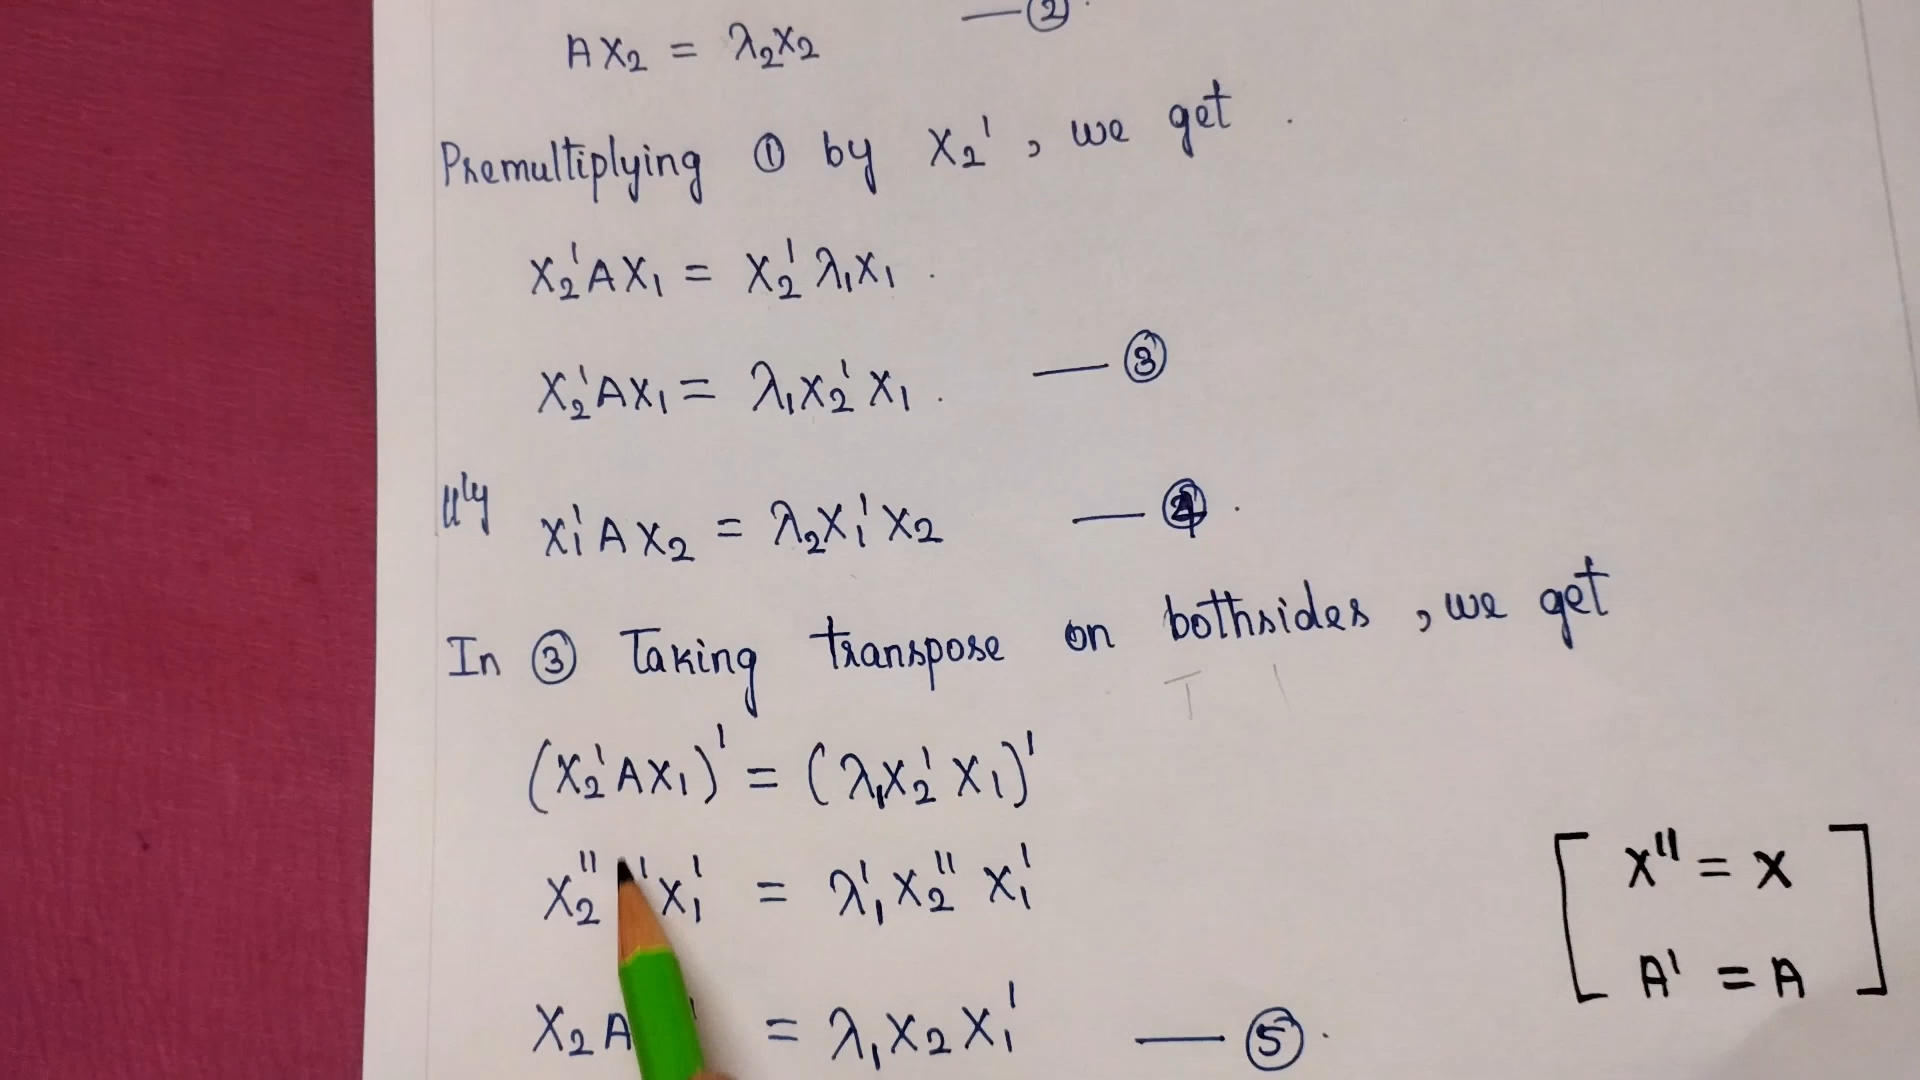 —②
AX₂ = λ₂X₂
Premultiplying ① by X₂', we get.
X₂'AX₁ = X₂'λ₁X₁.
X₂'AX₁ = λ₁X₂'X₁. —③
lll'y X₁'AX₂ = λ₂X₁'X₂ —④.
In ③ Taking transpose on bothsides, we get
(X₂'AX₁)' = (λ₁X₂'X₁)'
X₂'' 'X₁' = λ₁'X₂''X₁'
X₂A ' = λ₁X₂X₁' —⑤.
[X'' = X
A' = A]